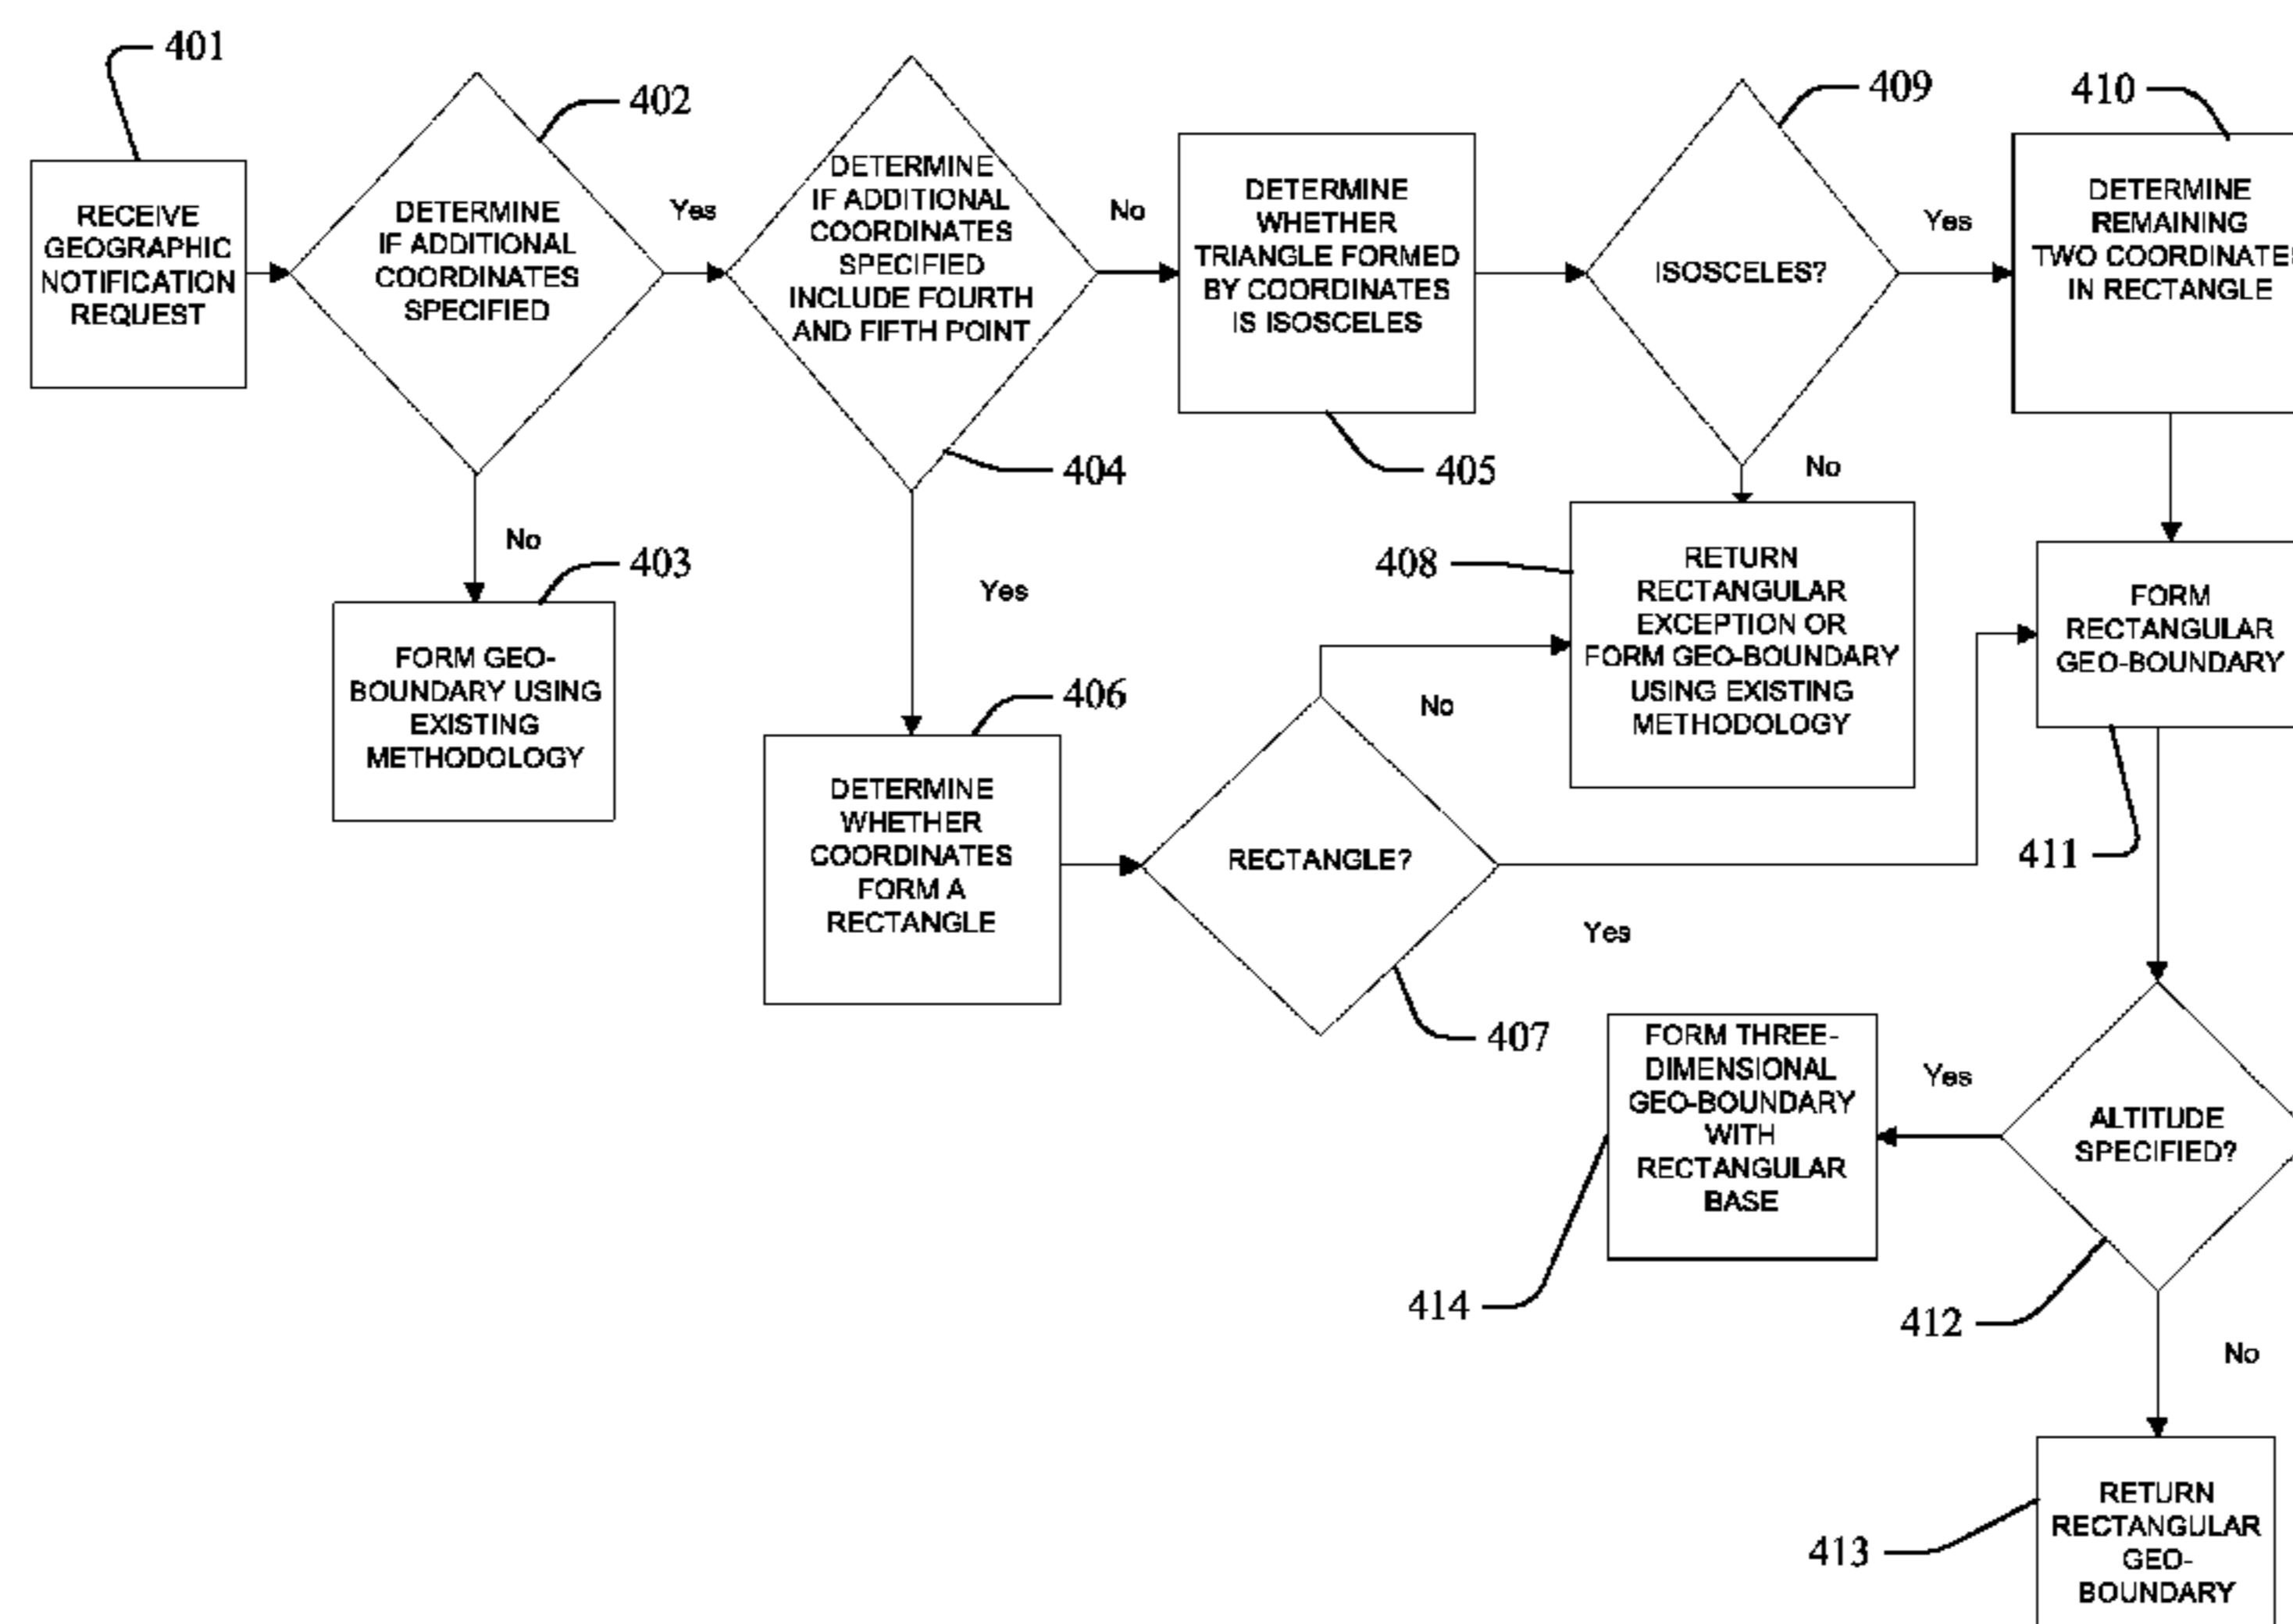 401
RECEIVE
GEOGRAPHIC
NOTIFICATION
REQUEST
402
DETERMINE
IF ADDITIONAL
COORDINATES
SPECIFIED
Yes
No
403
FORM GEO-
BOUNDARY USING
EXISTING
METHODOLOGY
DETERMINE
IF ADDITIONAL
COORDINATES
SPECIFIED
INCLUDE FOURTH
AND FIFTH POINT
404
No
Yes
DETERMINE
WHETHER
TRIANGLE FORMED
BY COORDINATES
IS ISOSCELES
405
409
ISOSCELES?
Yes
No
410
DETERMINE
REMAINING
TWO COORDINATES
IN RECTANGLE
408
RETURN
RECTANGULAR
EXCEPTION OR
FORM GEO-BOUNDARY
USING EXISTING
METHODOLOGY
FORM
RECTANGULAR
GEO-BOUNDARY
411
406
DETERMINE
WHETHER
COORDINATES
FORM A
RECTANGLE
RECTANGLE?
No
Yes
407
FORM THREE-
DIMENSIONAL
GEO-BOUNDARY
WITH
RECTANGULAR
BASE
414
Yes
ALTITUDE
SPECIFIED?
412
No
413
RETURN
RECTANGULAR
GEO-
BOUNDARY